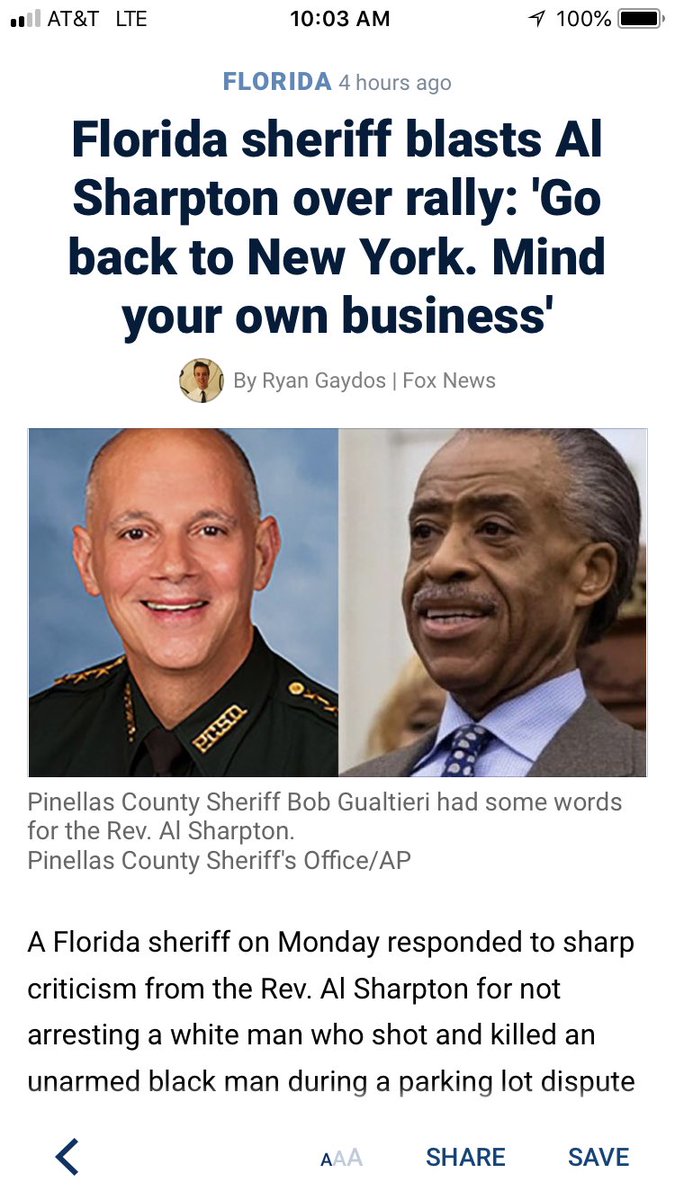 AT&T LTE 10:03 AM 100%
FLORIDA 4 hours ago
Florida sheriff blasts Al
Sharpton over rally: 'Go
back to New York. Mind
your own business'
By Ryan Gaydos | Fox News
PCSO
Pinellas County Sheriff Bob Gualtieri had some words
for the Rev. Al Sharpton.
Pinellas County Sheriff's Office/AP
A Florida sheriff on Monday responded to sharp
criticism from the Rev. Al Sharpton for not
arresting a white man who shot and killed an
unarmed black man during a parking lot dispute
AAA SHARE SAVE